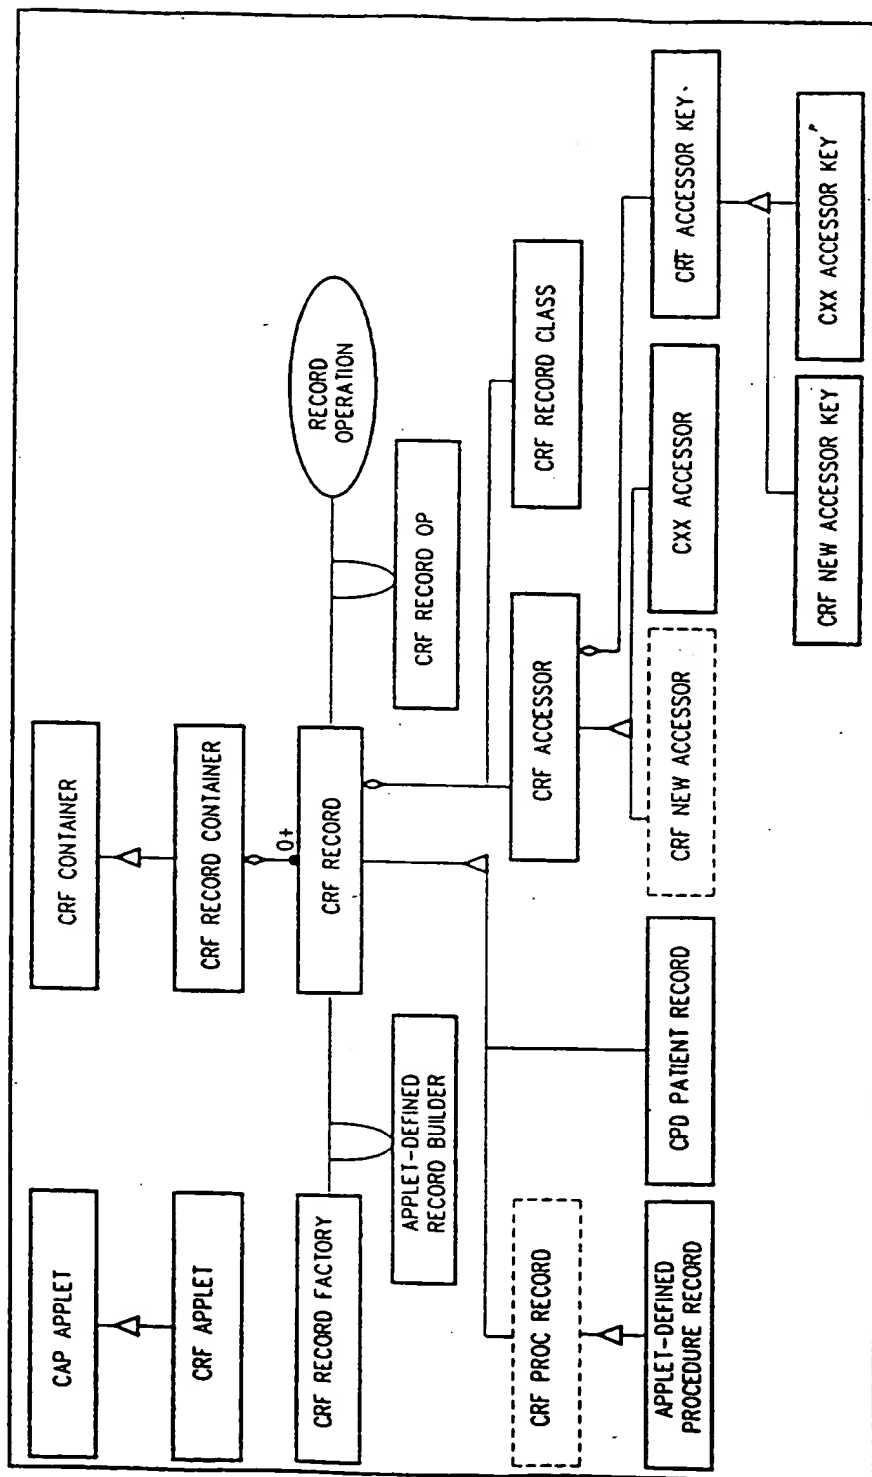 CAP APPLET
CRF APPLET
CRF CONTAINER
CRF RECORD CONTAINER
0+
CRF RECORD FACTORY
CRF RECORD
RECORD
OPERATION
APPLET-DEFINED
RECORD BUILDER
CRF RECORD OP
CRF PROC RECORD
CRF ACCESSOR
CRF RECORD CLASS
APPLET-DEFINED
PROCEDURE RECORD
CPD PATIENT RECORD
CRF NEW ACCESSOR
CXX ACCESSOR
CRF ACCESSOR KEY
CRF NEW ACCESSOR KEY
CXX ACCESSOR KEY